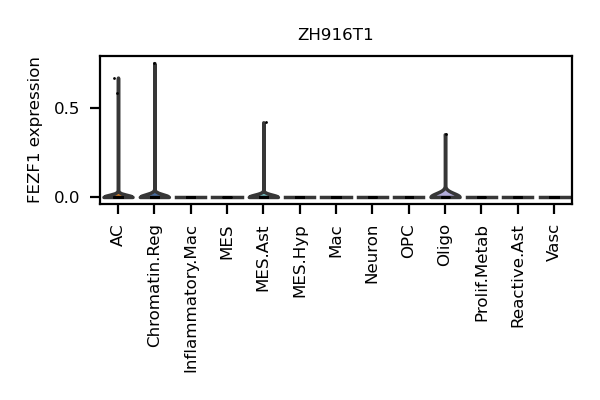 ZH916T1
FEZF1 expression
0.5
0.0
AC
Chromatin.Reg
Inflammatory.Mac
MES
MES.Ast
MES.Hyp
Mac
Neuron
OPC
Oligo
Prolif.Metab
Reactive.Ast
Vasc